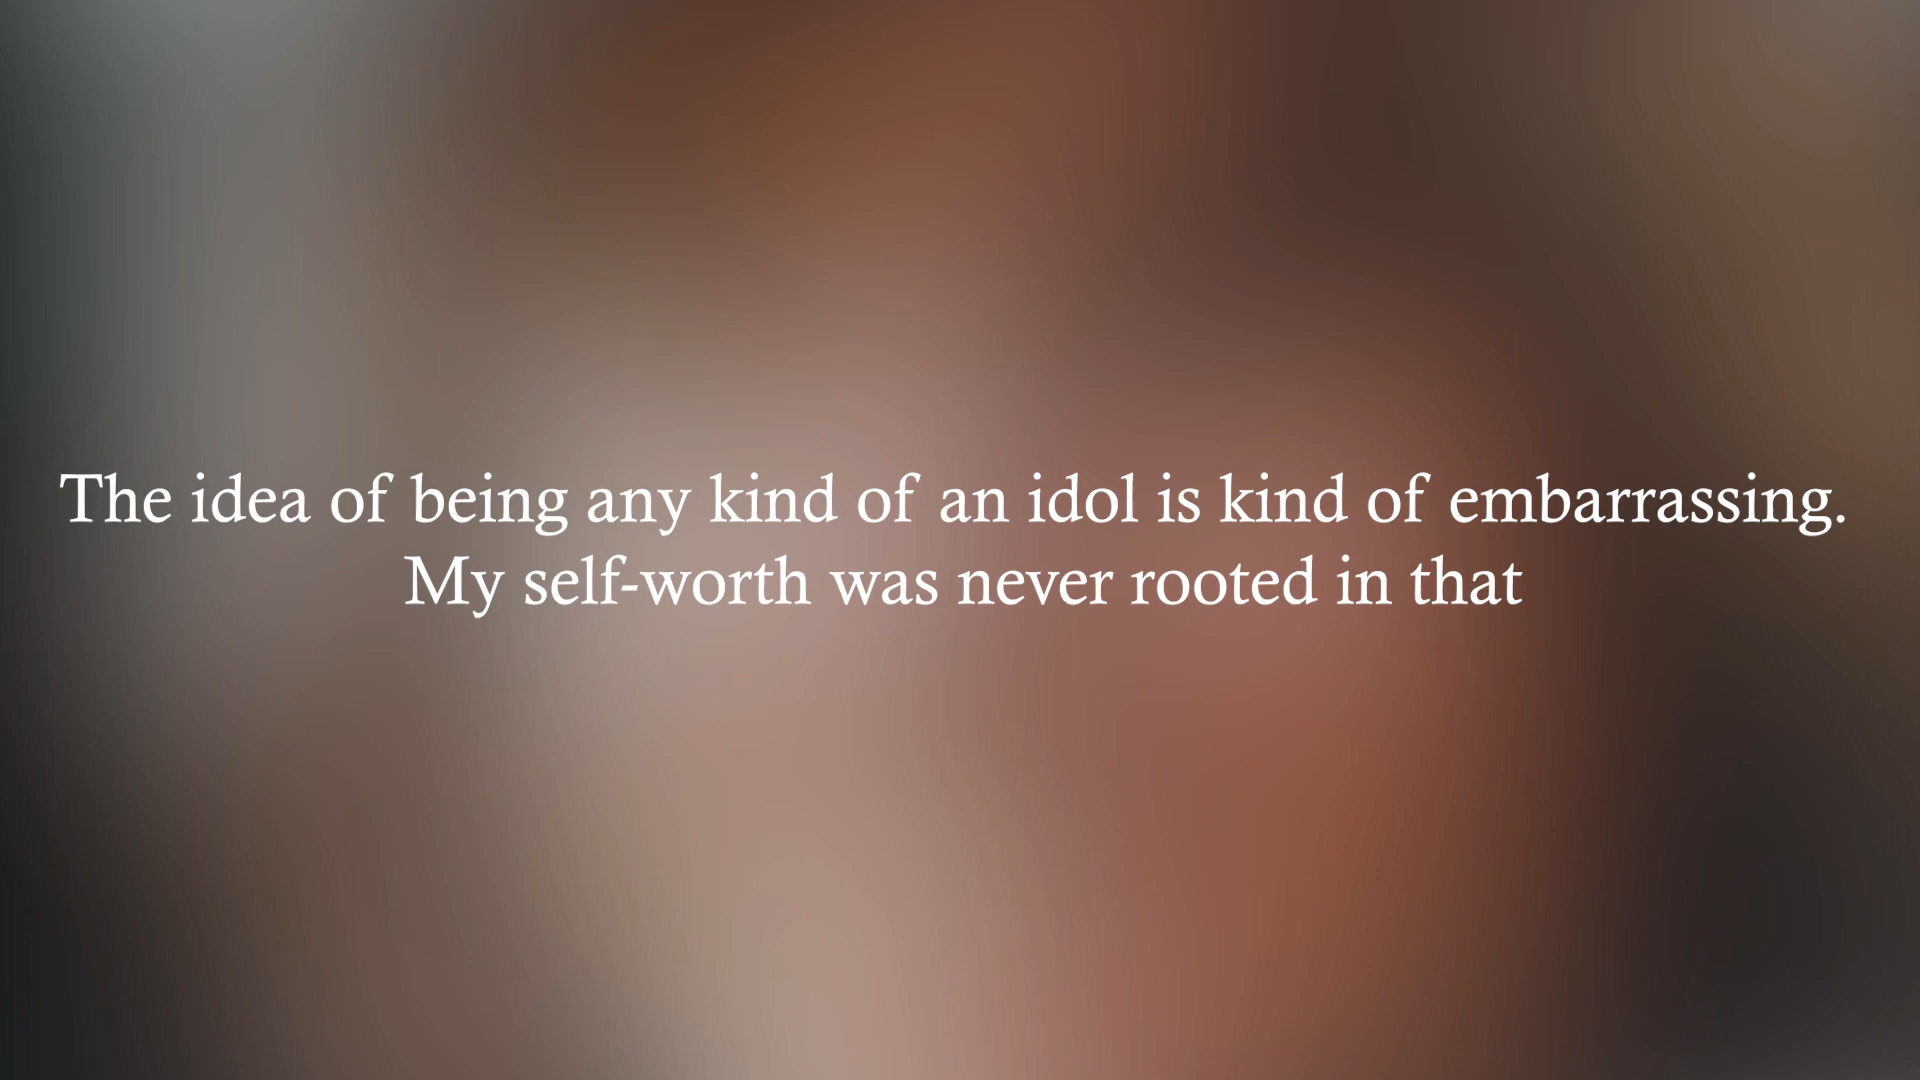 The idea of being any kind of an idol is kind of embarrassing.
My self-worth was never rooted in that